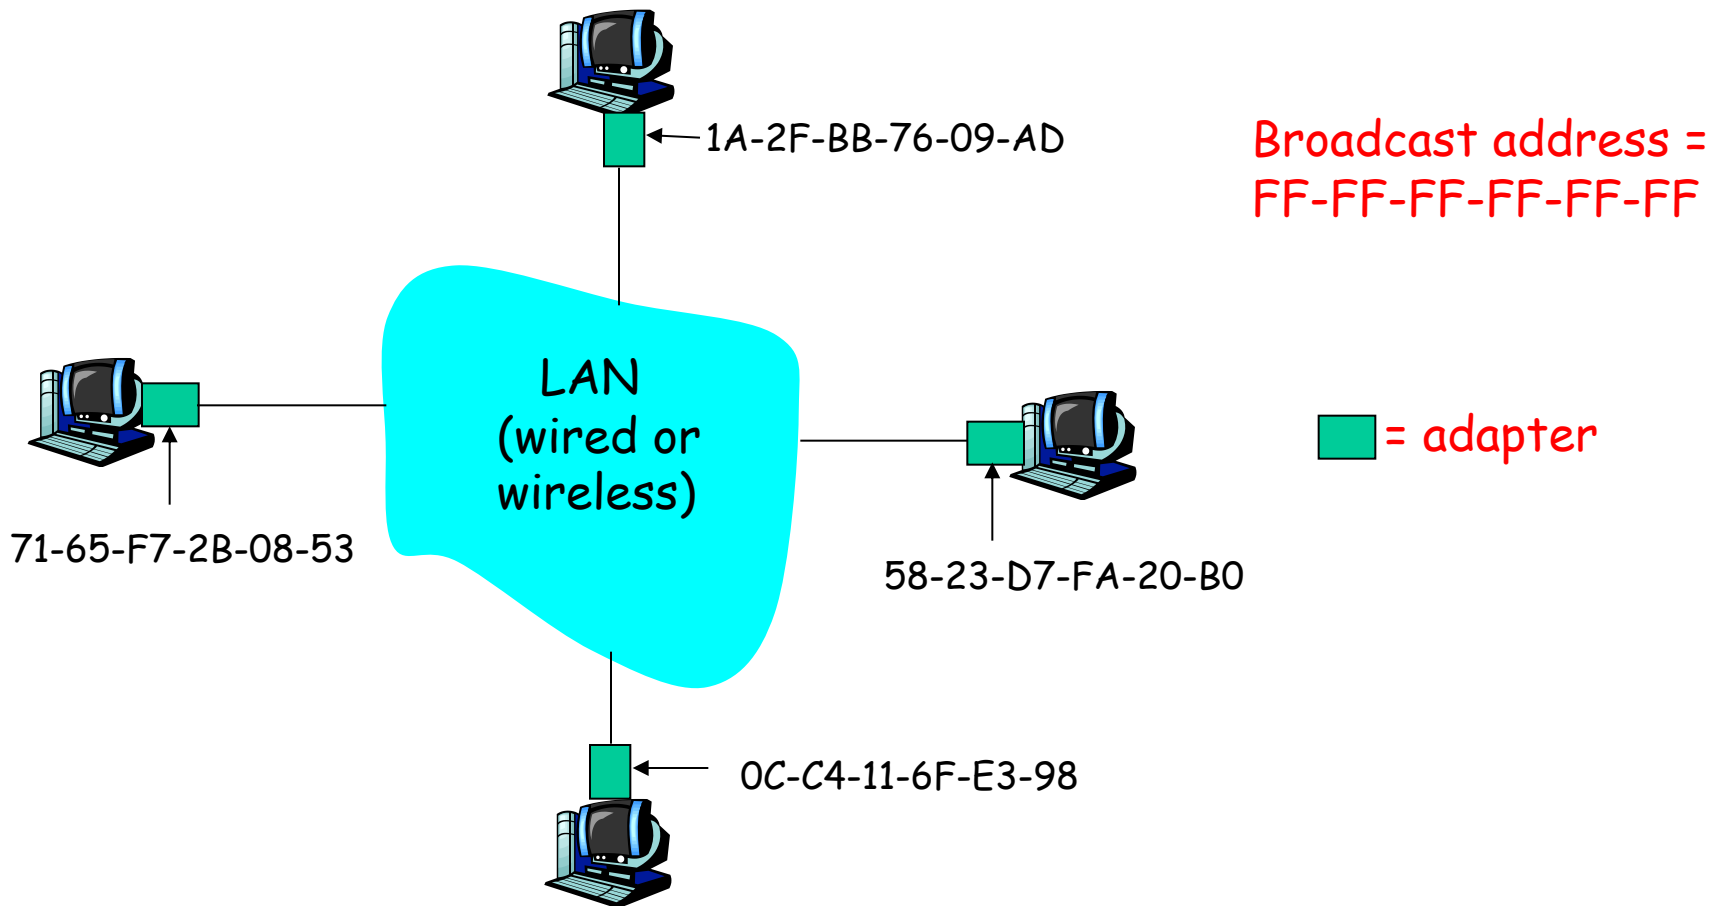 1A-2F-BB-76-09-AD
Broadcast address =
FF-FF-FF-FF-FF-FF
LAN
(wired or
wireless)
= adapter
71-65-F7-2B-08-53
58-23-D7-FA-20-B0
0C-C4-11-6F-E3-98